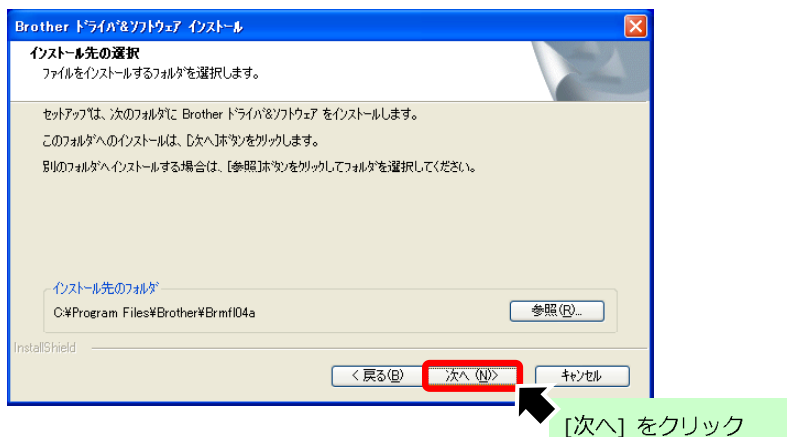 Brother ﾄﾞﾗｲﾊﾞ&ｿﾌﾄｳｪｱ ｲﾝｽﾄｰﾙ
ｲﾝｽﾄｰﾙ先の選択
ﾌｧｲﾙをｲﾝｽﾄｰﾙするﾌｫﾙﾀﾞを選択します。
ｾｯﾄｱｯﾌﾟは、次のﾌｫﾙﾀﾞに Brother ﾄﾞﾗｲﾊﾞ&ｿﾌﾄｳｪｱ をｲﾝｽﾄｰﾙします。
このﾌｫﾙﾀﾞへのｲﾝｽﾄｰﾙは、[次へ]ﾎﾞﾀﾝをｸﾘｯｸします。
別のﾌｫﾙﾀﾞへｲﾝｽﾄｰﾙする場合は、[参照]ﾎﾞﾀﾝをｸﾘｯｸしてﾌｫﾙﾀﾞを選択してください。
ｲﾝｽﾄｰﾙ先のﾌｫﾙﾀﾞ
C:¥Program Files¥Brother¥Brmfl04a
参照(R)...
InstallShield
< 戻る(B)
次へ (N)>
ｷｬﾝｾﾙ
[次へ] をクリック